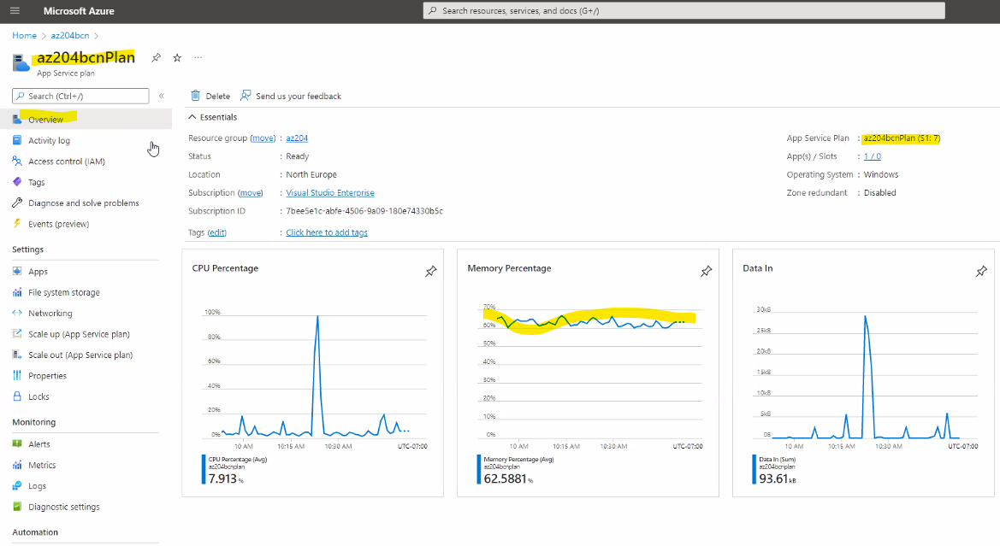 Microsoft Azure
Search resources, services, and docs (G+/)
Home > az204bcn >
az204bcnPlan
App Service plan
Search (Ctrl+/)
«
Overview
Activity log
Access control (IAM)
Tags
Diagnose and solve problems
Events (preview)
Settings
Apps
File system storage
Networking
Scale up (App Service plan)
Scale out (App Service plan)
Properties
Locks
Monitoring
Alerts
Metrics
Logs
Diagnostic settings
Automation
Delete Send us your feedback
Essentials
Resource group (move) : az204
Status : Ready
Location : North Europe
Subscription (move) : Visual Studio Enterprise
Subscription ID : 7bee5e1c-abfe-4506-9a09-180e74330b5c
Tags (edit) : Click here to add tags
App Service Plan : az204bcnPlan (S1: 7)
App(s) / Slots : 1 / 0
Operating System : Windows
Zone redundant : Disabled
CPU Percentage
100%
80%
60%
40%
20%
0%
10 AM 10:15 AM 10:30 AM UTC-07:00
CPU Percentage (Avg)
az204bcnplan
7.913 %
Memory Percentage
70%
60%
50%
40%
30%
20%
10%
0%
10 AM 10:15 AM 10:30 AM UTC-07:00
Memory Percentage (Avg)
az204bcnplan
62.5881 %
Data In
30kB
25kB
20kB
15kB
10kB
5kB
0B
10 AM 10:15 AM 10:30 AM UTC-07:00
Data In (Sum)
az204bcnplan
93.61 kB